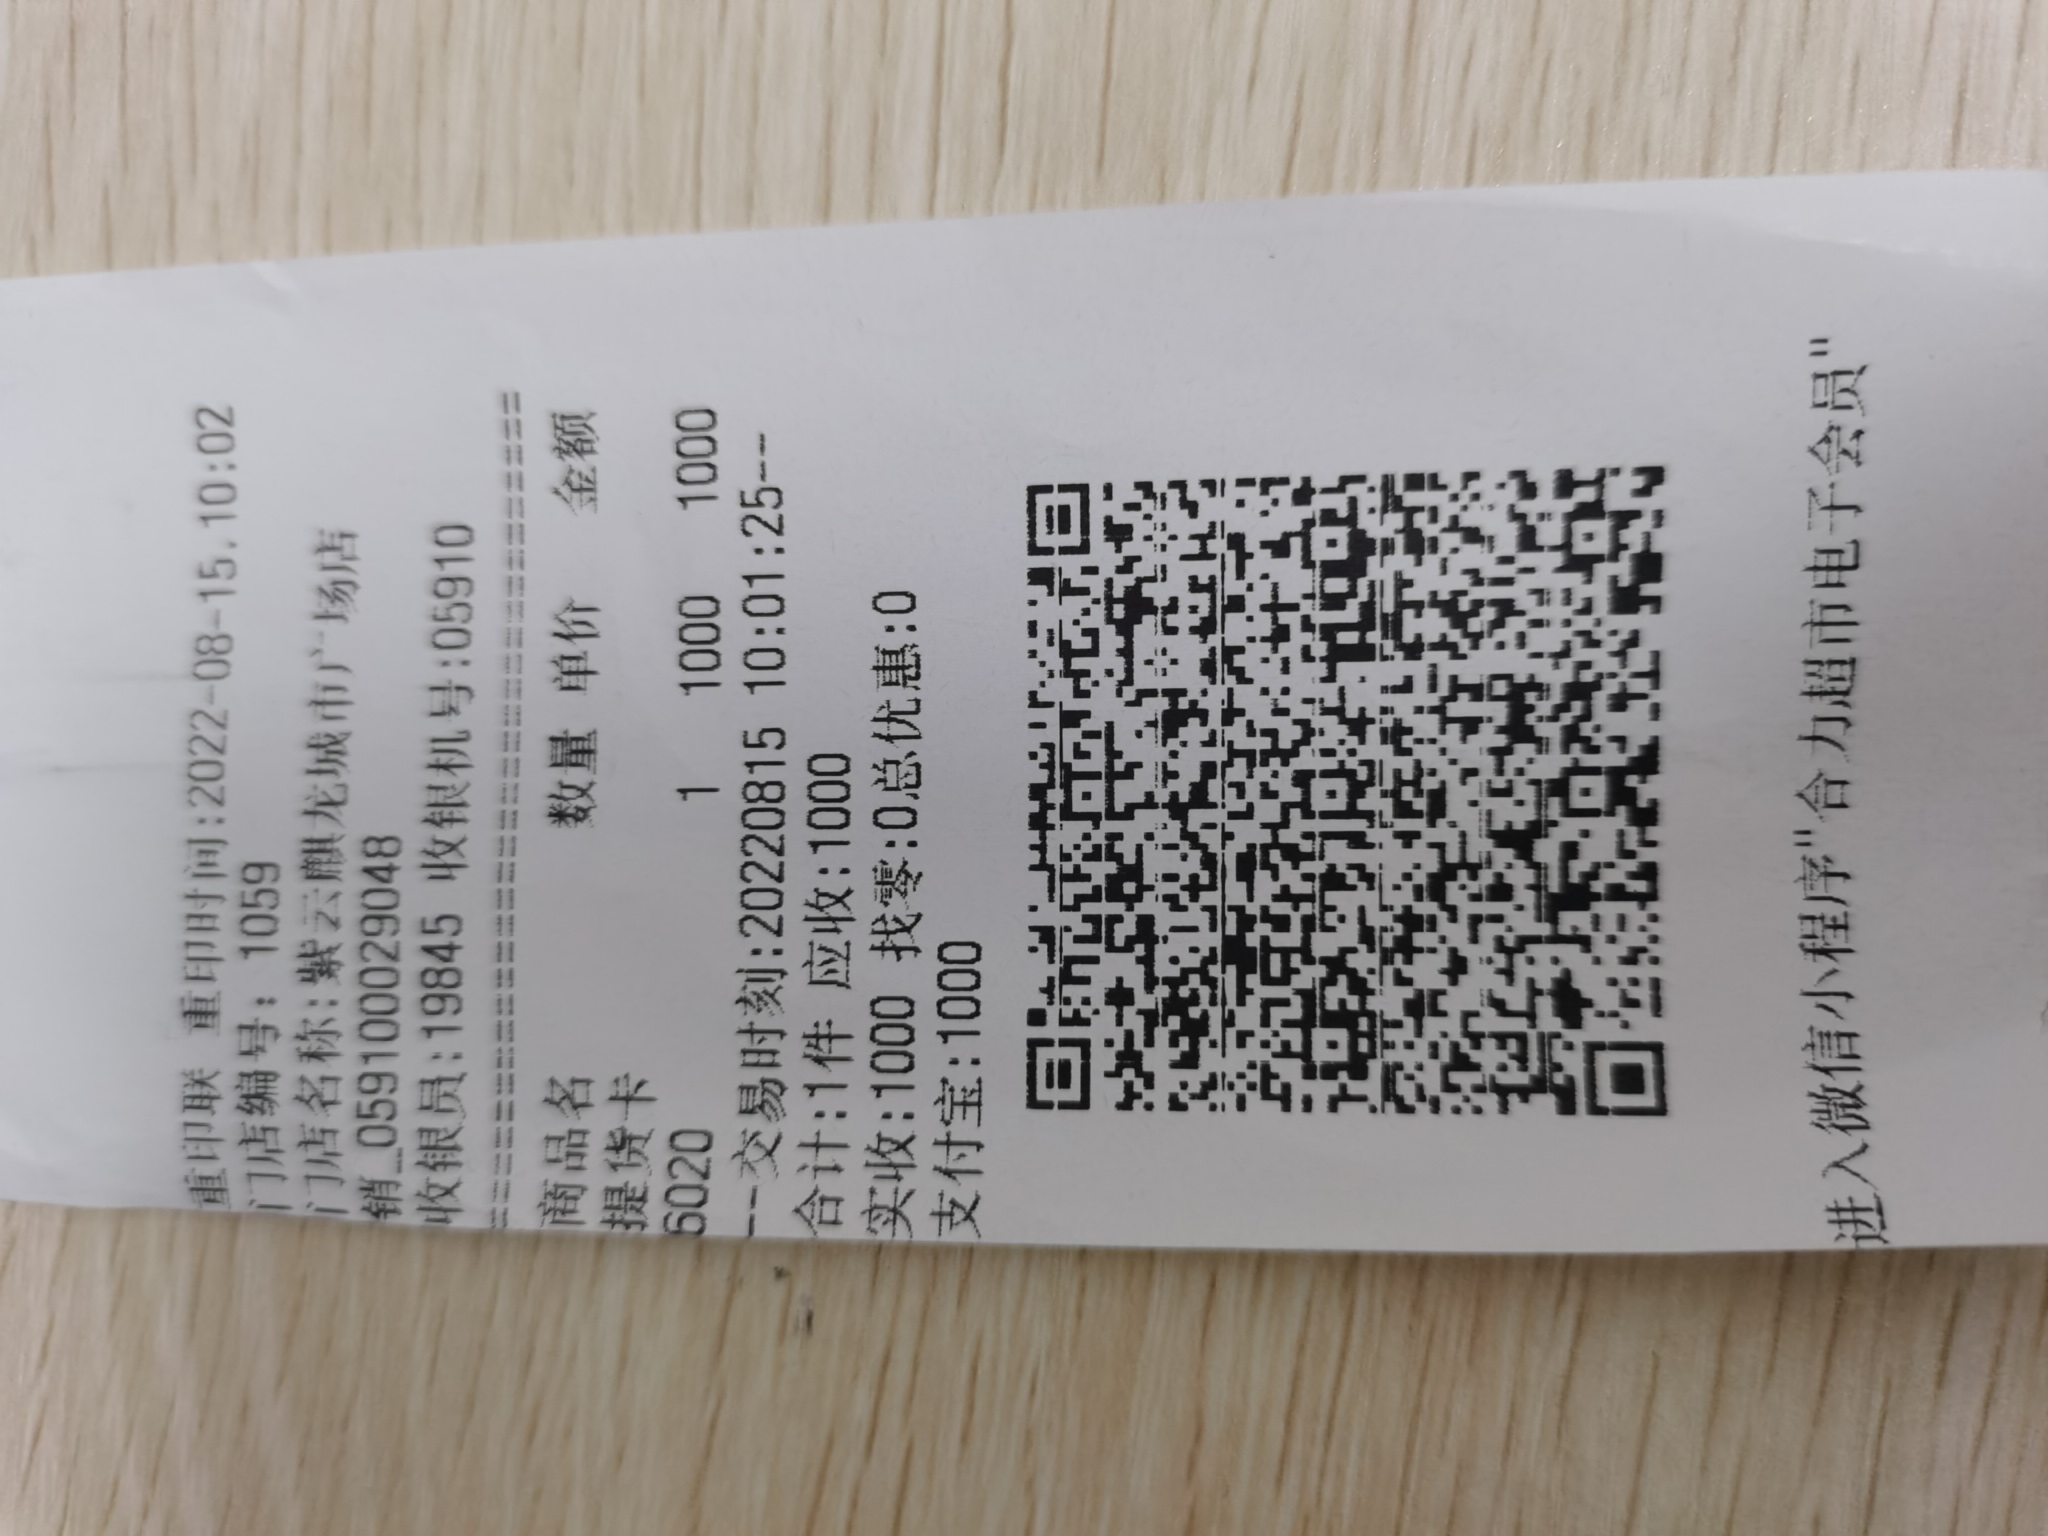 重印联 重印时间:2022-08-15.10:02
门店编号: 1059
门店名称:紫云麒龙城市广场店
销_0591000029048
收银员:19845 收银机号:05910
================================
商品名 数量 单价 金额
提货卡
6020 1 1000 1000
--交易时刻:20220815 10:01:25--
合计:1件 应收:1000
实收:1000 找零:0总优惠:0
支付宝:1000
进入微信小程序"合力超市电子会员"